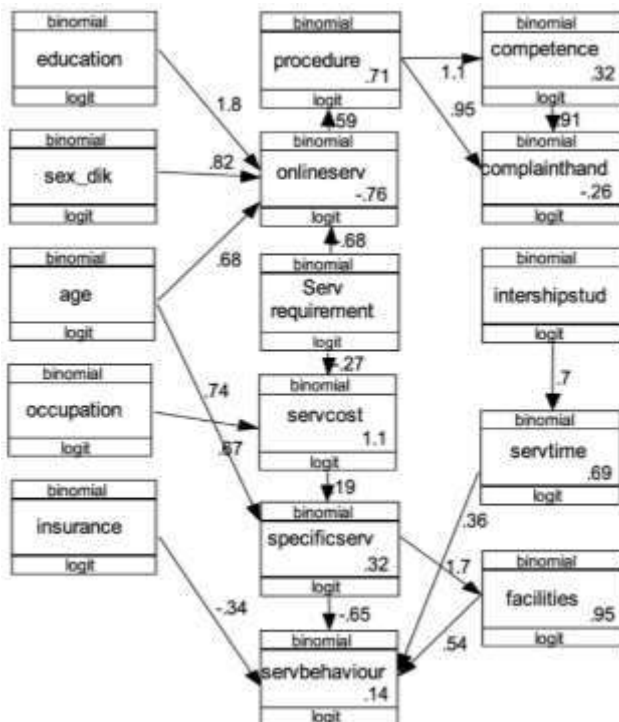 binomial
education
logit
binomial
procedure
.71
logit
binomial
competence
.32
logit
1.1
.95
1.8
.59
.91
binomial
sex_dik
logit
.82
binomial
onlineserv
-.76
logit
binomial
complainthand
-.26
logit
.68
-.68
binomial
age
logit
binomial
Serv
requirement
logit
binomial
intershipstud
logit
-.27
.7
.74
binomial
occupation
logit
.67
binomial
servcost
1.1
logit
binomial
servtime
.69
logit
19
.36
binomial
insurance
logit
binomial
specificserv
.32
logit
1.7
binomial
facilities
.95
logit
-.34
-.65
.54
binomial
servbehaviour
.14
logit